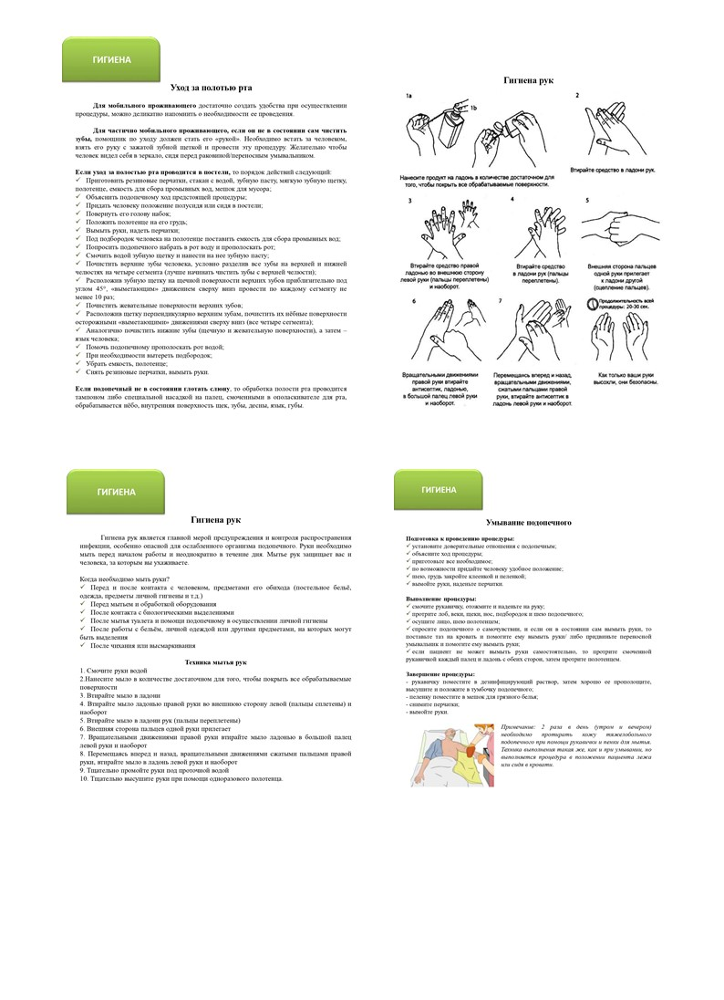 ГИГИЕНА
Уход за полотью рта
Для мобильного проживающего достаточно создать удобства при осуществлении
процедуры, можно деликатно напомнить о необходимости ее проведения.
Для частично мобильного проживающего, если он не в состоянии сам чистить
зубы, помощник по уходу должен стать его «рукой». Необходимо встать за человеком,
взять его руку с зажатой зубной щеткой и провести эту процедуру. Желательно чтобы
человек видел себя в зеркало, сидя перед раковиной/переносным умывальником.
Если уход за полостью рта проводится в постели, то порядок действий следующий:
✓ Приготовить резиновые перчатки, стакан с водой, зубную пасту, мягкую зубную щетку,
полотенце, емкость для сбора промывных вод, мешок для мусора;
✓ Объяснить подопечному ход предстоящей процедуры;
✓ Придать человеку положение полусидя или сидя в постели;
✓ Повернуть его голову набок;
✓ Положить полотенце на его грудь;
✓ Вымыть руки, надеть перчатки;
✓ Под подбородок человека на полотенце поставить емкость для сбора промывных вод;
✓ Попросить подопечного набрать в рот воду и прополоскать рот;
✓ Смочить водой зубную щетку и нанести на нее зубную пасту;
✓ Почистить верхние зубы человека, условно разделив все зубы на верхней и нижней
челюстях на четыре сегмента (лучше начинать чистить зубы с верхней челюсти);
✓ Расположив зубную щетку на щечной поверхности верхних зубов приблизительно под
углом 45°, «выметающим» движением сверху вниз провести по каждому сегменту не
менее 10 раз;
✓ Почистить жевательные поверхности верхних зубов;
✓ Расположив щетку перпендикулярно верхним зубам, почистить их нёбные поверхности
осторожными «выметающими» движениями сверху вниз (все четыре сегмента);
✓ Аналогично почистить нижние зубы (щечную и жевательную поверхности), а затем –
язык человека;
✓ Помочь подопечному прополоскать рот водой;
✓ При необходимости вытереть подбородок;
✓ Убрать емкость, полотенце;
✓ Снять резиновые перчатки, вымыть руки.
Если подопечный не в состоянии глотать слюну, то обработка полости рта проводится
тампоном либо специальной насадкой на палец, смоченными в ополаскивателе для рта,
обрабатывается нёбо, внутренняя поверхность щек, зубы, десны, язык, губы.
Гигиена рук
1a
1b
2
Нанесите продукт на ладонь в количестве достаточном для
того, чтобы покрыть все обрабатываемые поверхности.
Втирайте средство в ладони рук.
3
4
5
Втирайте средство правой
ладонью во внешнюю сторону
левой руки (пальцы переплетены)
и наоборот.
Втирайте средство
в ладони рук (пальцы
переплетены).
Внешняя сторона пальцев
одной руки прилегает
к ладони другой
(сцепление пальцев).
6
7
Продолжительность всей
процедуры: 20-30 сек.
Вращательными движениями
правой руки втирайте
антисептик, ладонью,
в большой палец левой руки
и наоборот.
Перемещаясь вперед и назад,
вращательными движениями,
сжатыми пальцами правой
руки, втирайте антисептик в
ладонь левой руки и наоборот.
Как только ваши руки
высохли, они безопасны.
ГИГИЕНА
Гигиена рук
Гигиена рук является главной мерой предупреждения и контроля распространения
инфекции, особенно опасной для ослабленного организма подопечного. Руки необходимо
мыть перед началом работы и неоднократно в течение дня. Мытье рук защищает вас и
человека, за которым вы ухаживаете.
Когда необходимо мыть руки?
✓ Перед и после контакта с человеком, предметами его обихода (постельное бельё,
одежда, предметы личной гигиены и т.д.)
✓ Перед мытьем и обработкой оборудования
✓ После контакта с биологическими выделениями
✓ После мытья туалета и помощи подопечному в осуществлении личной гигиены
✓ После работы с бельём, личной одеждой или другими предметами, на которых могут
быть выделения
✓ После чихания или высмаркивания
Техника мытья рук
1. Смочите руки водой
2.Нанесите мыло в количестве достаточном для того, чтобы покрыть все обрабатываемые
поверхности
3. Втирайте мыло в ладони
4. Втирайте мыло ладонью правой руки во внешнюю сторону левой (пальцы сплетены) и
наоборот
5. Втирайте мыло в ладони рук (пальцы переплетены)
6. Внешняя сторона пальцев одной руки прилегает
7. Вращательными движениями правой руки втирайте мыло ладонью в большой палец
левой руки и наоборот
8. Перемещаясь вперед и назад, вращательными движениями сжатыми пальцами правой
руки, втирайте мыло в ладонь левой руки и наоборот
9. Тщательно промойте руки под проточной водой
10. Тщательно высушите руки при помощи одноразового полотенца.
ГИГИЕНА
Умывание подопечного
Подготовка к проведению процедуры:
✓ установите доверительные отношения с подопечным;
✓ объясните ход процедуры;
✓ приготовьте все необходимое;
✓ по возможности придайте человеку удобное положение;
✓ шею, грудь закройте клеенкой и пеленкой;
✓ вымойте руки, наденьте перчатки.
Выполнение процедуры:
✓ смочите рукавичку, отожмите и наденьте на руку;
✓ протрите лоб, веки, щеки, нос, подбородок и шею подопечного;
✓ осушите лицо, шею полотенцем;
✓ спросите подопечного о самочувствии, и если он в состоянии сам вымыть руки, то
поставьте таз на кровать и помогите ему вымыть руки/ либо придвиньте переносной
умывальник и помогите ему вымыть руки;
✓ если пациент не может вымыть руки самостоятельно, то протрите смоченной
рукавичкой каждый палец и ладонь с обеих сторон, затем протрите полотенцем.
Завершение процедуры:
- рукавичку поместите в дезинфицирующий раствор, затем хорошо ее прополощите,
высушите и положите в тумбочку подопечного;
- пеленку поместите в мешок для грязного белья;
- снимите перчатки;
- вымойте руки.
Примечание: 2 раза в день (утром и вечером)
необходимо протирать кожу тяжелобольного
подопечного при помощи рукавички и пенки для мытья.
Техника выполнения такая же, как и при умывании, но
выполняется процедура в положении пациента лежа
или сидя в кровати.